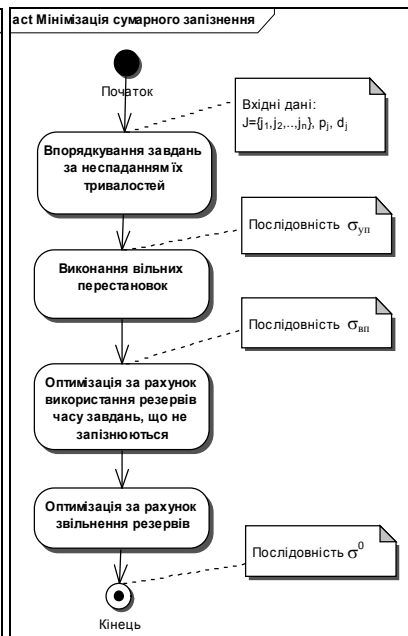 act Мінімізація сумарного запізнення
Початок
Вхідні дані:
J={j₁,j₂,..,jₙ}, pⱼ, dⱼ
Впорядкування завдань
за неспаданням їх
тривалостей
Послідовність σуп
Виконання вільних
перестановок
Послідовність σвп
Оптимізація за рахунок
використання резервів
часу завдань, що не
запізнюються
Оптимізація за рахунок
звільнення резервів
Послідовність σ⁰
Кінець